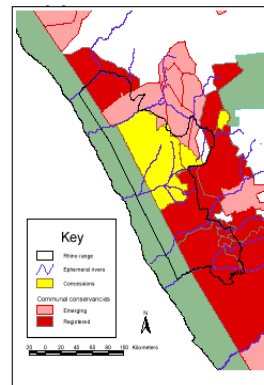 Key
Rhino range
Ephemeral rivers
Concessions
Communal conservancies
Emerging
Registered
N
20 0 20 40 60 80 100 Kilometers